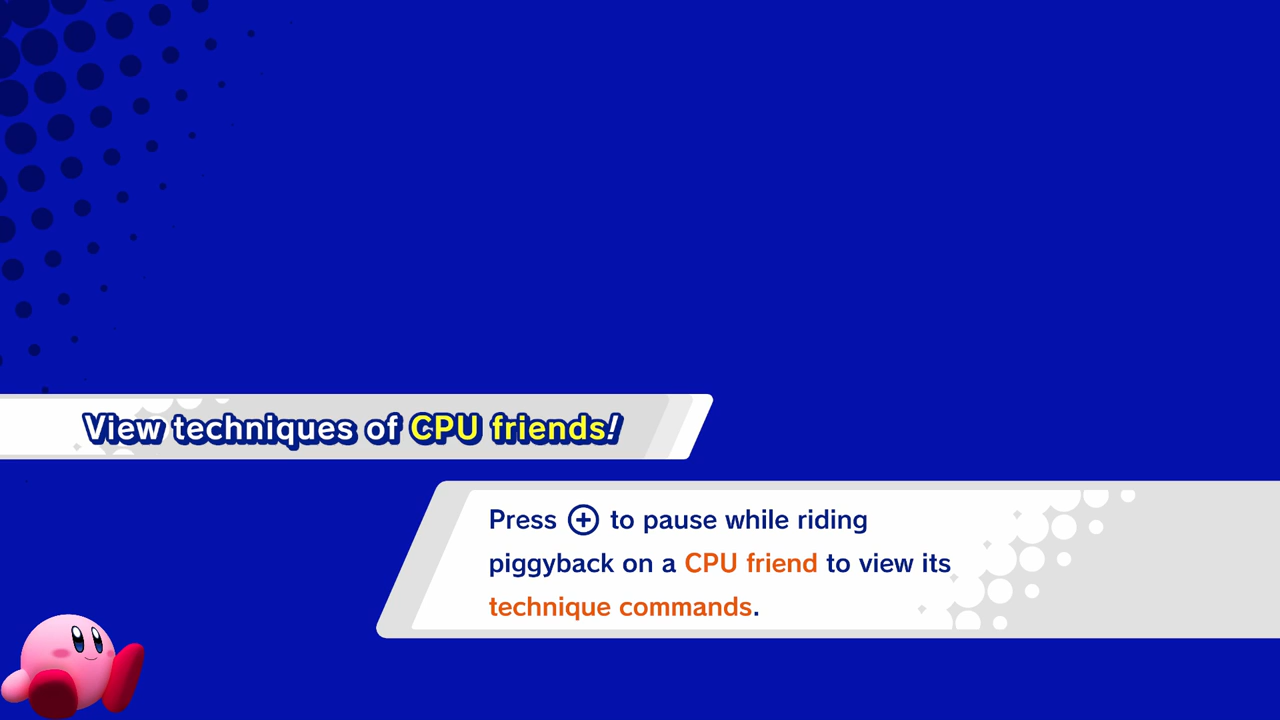 View techniques of CPU friends!
Press ⊕ to pause while riding
piggyback on a CPU friend to view its
technique commands.